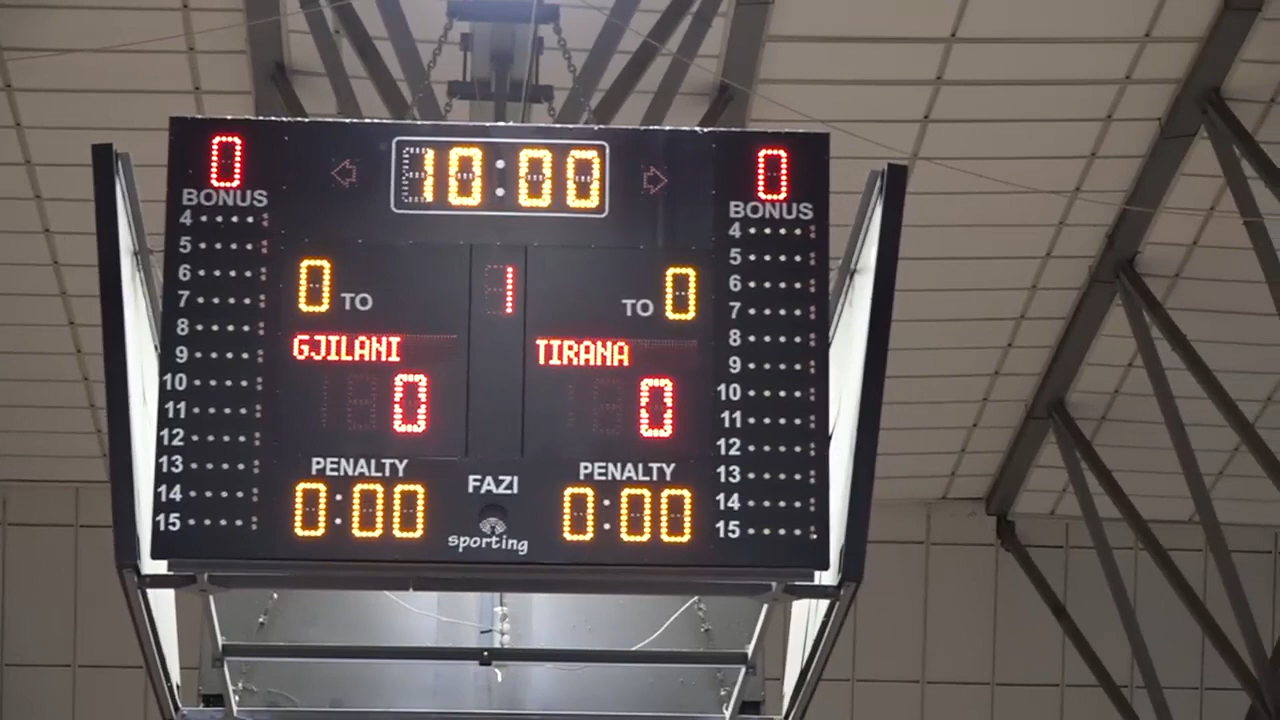 0 10:00 0
BONUS BONUS
4 4
5 5
6 6
7 7
8 8
9 9
10 10
11 11
12 12
13 13
14 14
15 15
0 TO 1 TO 0
GJILANI TIRANA
0 0
PENALTY FAZI PENALTY
0:00 sporting 0:00